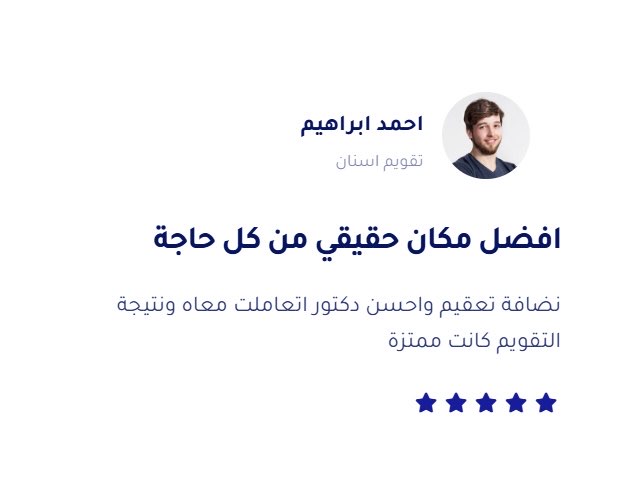 احمد ابراهيم
تقويم اسنان
افضل مكان حقيقي من كل حاجة
نضافة تعقيم واحسن دكتور اتعاملت معاه ونتيجة
التقويم كانت ممتزة